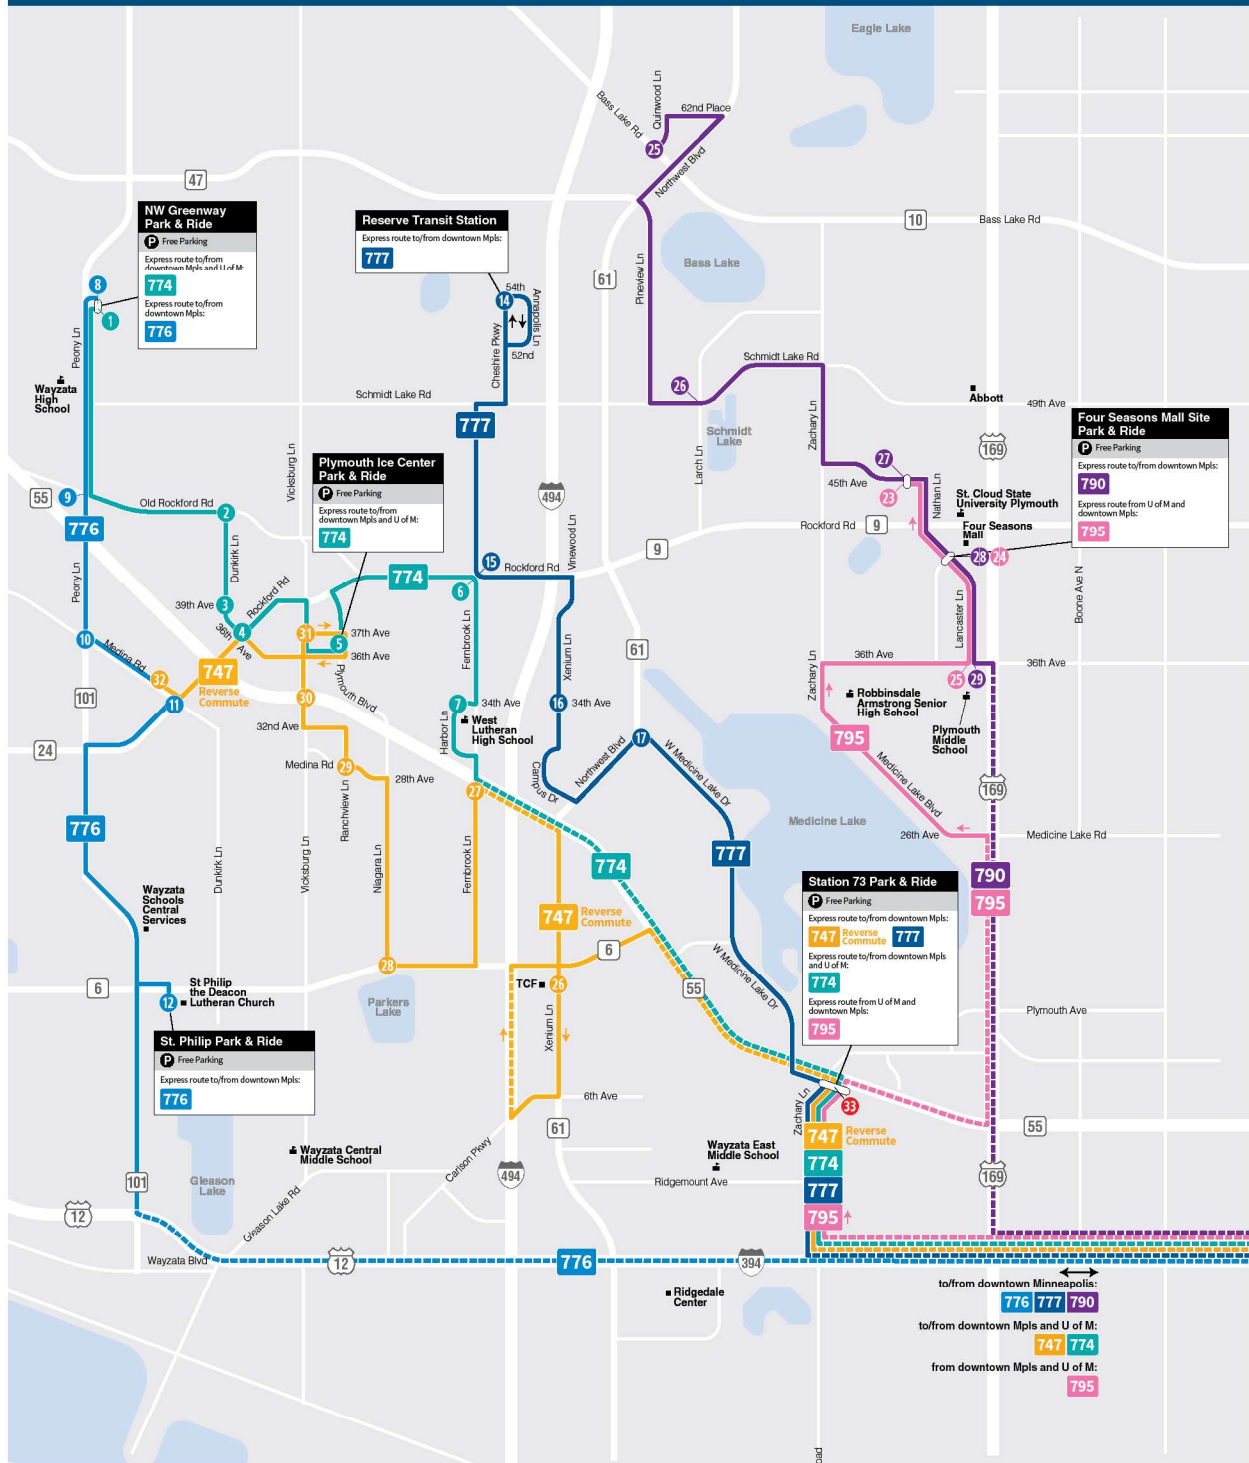 Eagle Lake
Quinwood Ln
62nd Place
Bass Lake Rd
25
Northwest Blvd
47
NW Greenway
Park & Ride
P Free Parking
Express route to/from
downtown Mpls and U of M:
774
Express route to/from
downtown Mpls:
776
Reserve Transit Station
Express route to/from downtown Mpls:
777
10
Bass Lake Rd
Bass Lake
61
Pineview Ln
8
1
Peony Ln
14
54th
Annapolis Ln
52nd
Cheshire Pkwy
Wayzata
High
School
Schmidt Lake Rd
Schmidt Lake Rd
26
Abbott
49th Ave
777
Schmidt
Lake
Larch Ln
Zachary Ln
169
Four Seasons Mall Site
Park & Ride
P Free Parking
Express route to/from downtown Mpls:
790
Express route from U of M and
downtown Mpls:
795
Vicksburg Ln
Plymouth Ice Center
Park & Ride
P Free Parking
Express route to/from
downtown Mpls and U of M:
774
27
45th Ave
23
Nathan Ln
St. Cloud State
University Plymouth
Four Seasons
Mall
55
9
Old Rockford Rd
2
776
494
Vinewood Ln
Rockford Rd
9
28
24
9
15
Rockford Rd
774
6
Peony Ln
Dunkirk Ln
39th Ave
3
Rockford Rd
4
36th Ave
31
37th Ave
5
36th Ave
Fernbrook Ln
Xenium Ln
61
Lancaster Ln
Boone Ave N
10
Medina Rd
32
11
747
Reverse
Commute
30
Plymouth Blvd
36th Ave
36th Ave
25
29
Zachary Ln
Robbinsdale
Armstrong Senior
High School
Plymouth
Middle
School
101
7
34th Ave
West
Lutheran
High School
16
34th Ave
32nd Ave
Harbor Ln
24
17
795
Medina Rd
29
28th Ave
Campus Dr
Northwest Blvd
W Medicine Lake Dr
Medicine Lake Blvd
169
27
776
Ranchview Ln
Medicine Lake
26th Ave
Medicine Lake Rd
777
774
790
795
Dunkirk Ln
Vicksburg Ln
Niagara Ln
Fernbrook Ln
Wayzata
Schools
Central
Services
747
Reverse
Commute
Station 73 Park & Ride
P Free Parking
Express route to/from downtown Mpls:
747 Reverse
Commute 777
Express route to/from downtown Mpls
and U of M:
774
Express route from U of M and
downtown Mpls:
795
6
28
W Medicine Lake Dr
6
St Philip
the Deacon
Lutheran Church
12
TCF
26
55
Parkers
Lake
Plymouth Ave
St. Philip Park & Ride
P Free Parking
Express route to/from downtown Mpls:
776
Xenium Ln
6th Ave
Zachary Ln
33
61
55
747
Reverse
Commute
774
777
795
Wayzata Central
Middle School
Carlson Pkwy
Wayzata East
Middle School
494
Ridgemount Ave
169
101
Gleason
Lake
Gleason Lake Rd
12
Wayzata Blvd
12
776
394
Ridgedale
Center
to/from downtown Minneapolis:
776 777 790
to/from downtown Mpls and U of M:
747 774
from downtown Mpls and U of M:
795